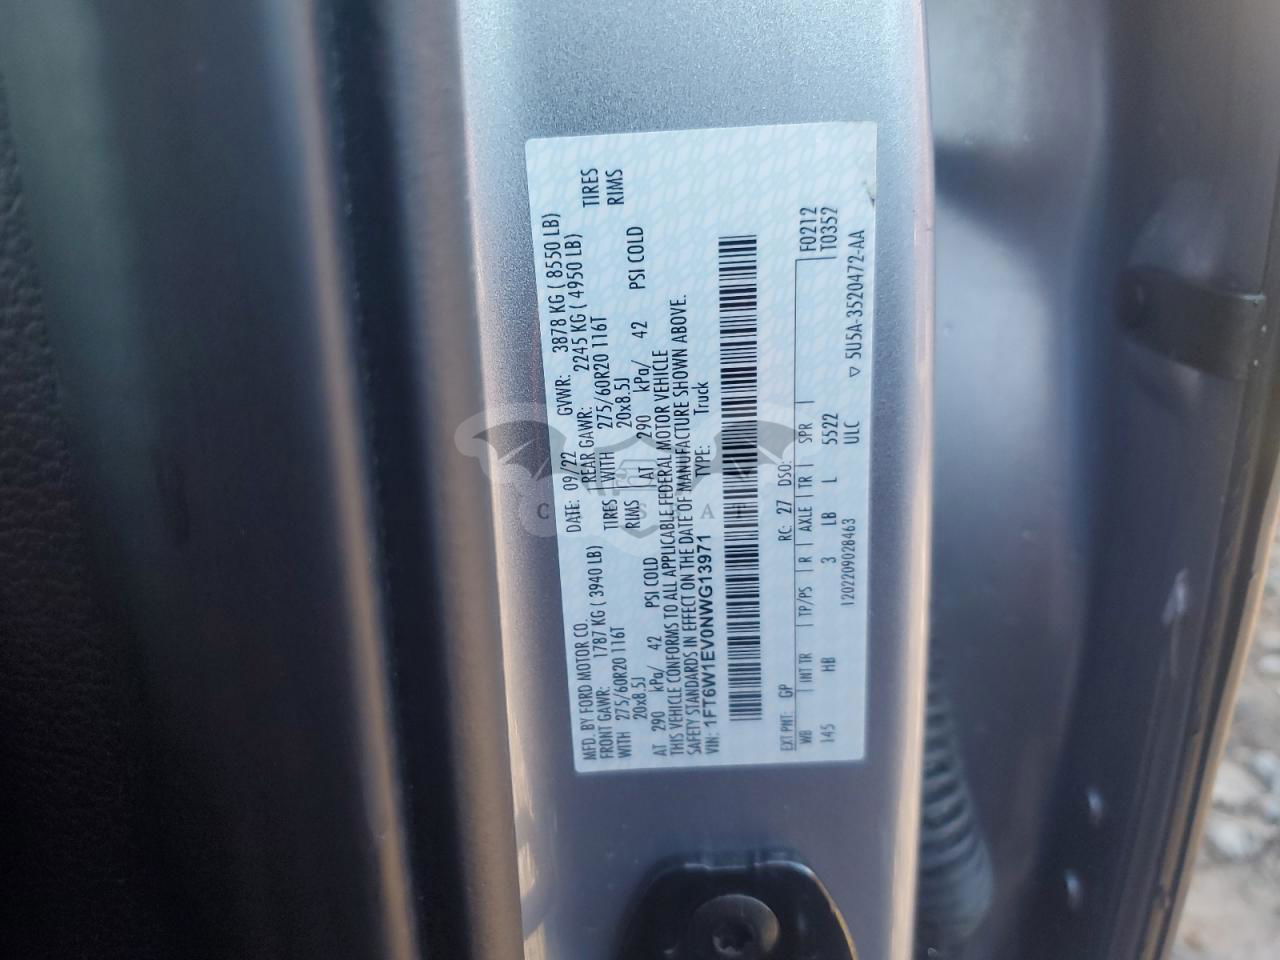 MFD. BY FORD MOTOR CO.
DATE: 09/22 GVWR: 3878 KG ( 8550 LB)
FRONT GAWR: 1787 KG ( 3940 LB) REAR GAWR: 2245 KG ( 4950 LB)
WITH 275/60R20 116T TIRES WITH 275/60R20 116T TIRES
20x8.5J RIMS 20x8.5J RIMS
AT 290 kPa/ 42 PSI COLD AT 290 kPa/ 42 PSI COLD
THIS VEHICLE CONFORMS TO ALL APPLICABLE FEDERAL MOTOR VEHICLE
SAFETY STANDARDS IN EFFECT ON THE DATE OF MANUFACTURE SHOWN ABOVE.
VIN: 1FT6W1EV0NWG13971 TYPE: Truck
EXT PNT: GP RC: 27 DSO: F0212
WB INT TR TP/PS R AXLE TR SPR T0352
145 HB 3 LB L 5522
1202209028463 ULC ▽ 5U5A-3520472-AA
C S A T